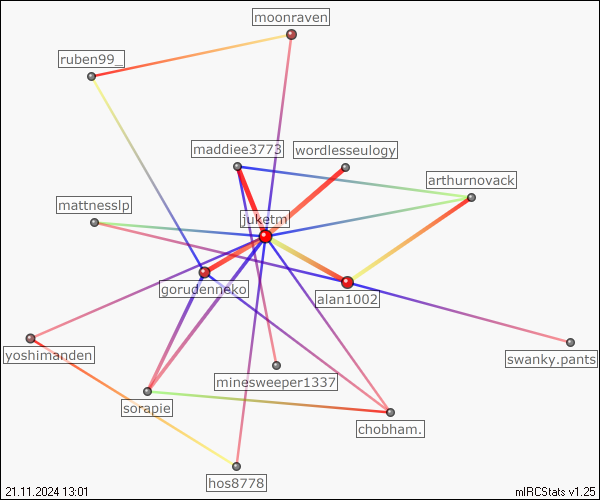 moonraven
ruben99_
maddiee3773
wordlesseulogy
arthurnovack
mattnesslp
juketm
gorudenneko
alan1002
yoshimanden
swanky.pants
minesweeper1337
sorapie
chobham.
hos8778
21.11.2024 13:01
mIRCStats v1.25